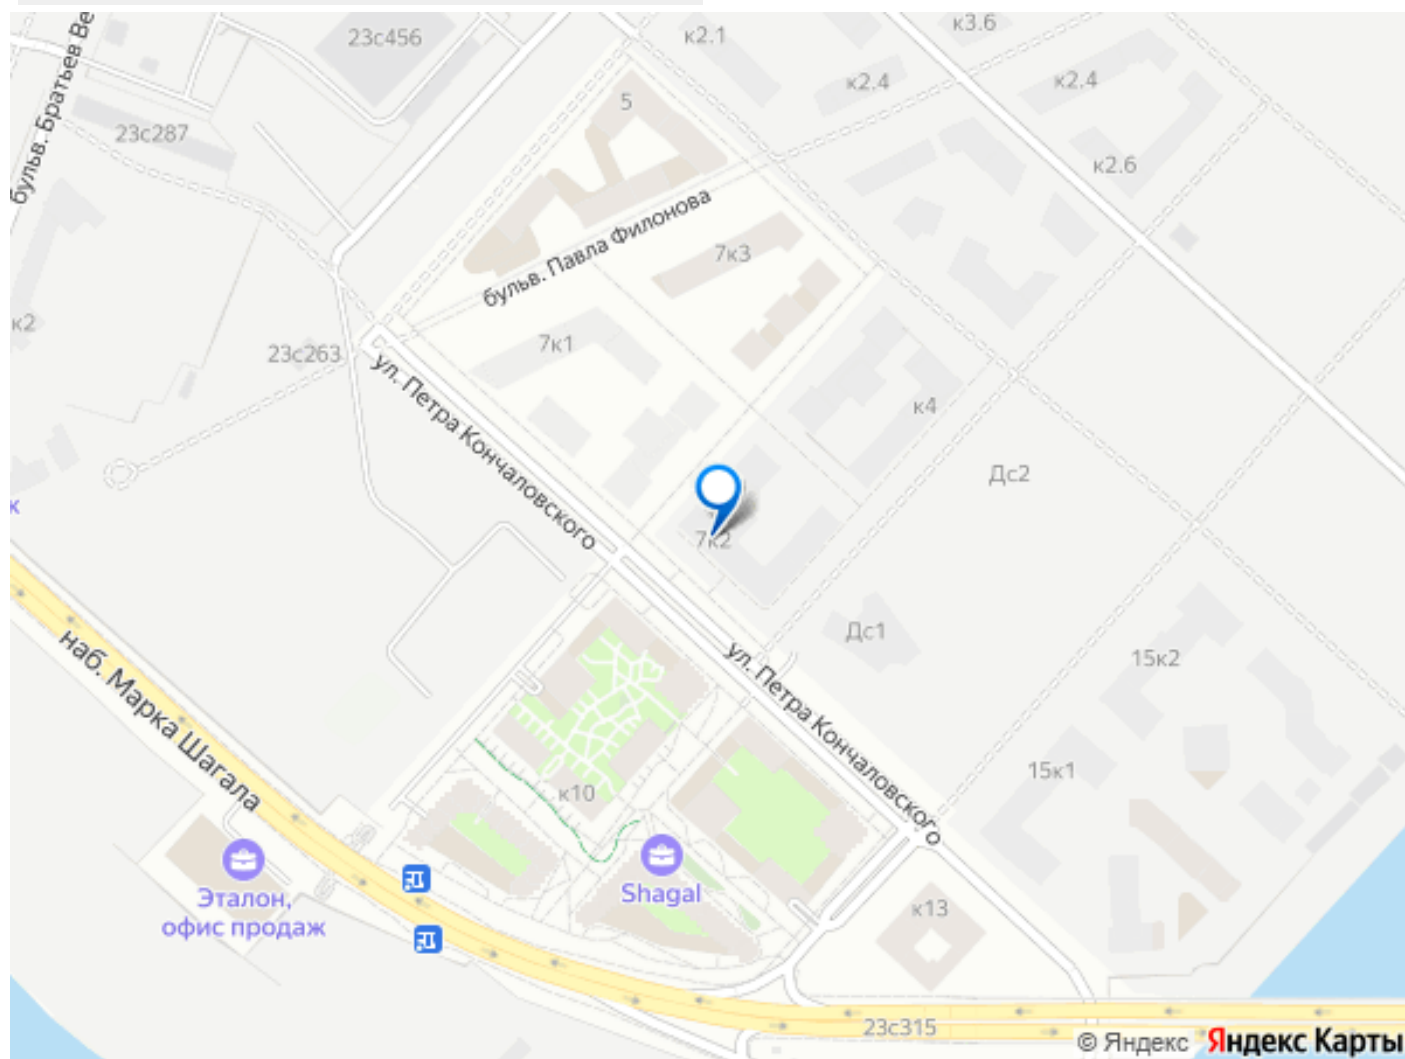 бульв. Братьев Ве
23с456
к2.1
к3.6
к2.4
к2.4
5
23с287
к2.6
бульв. Павла Филонова
7к3
к2
23с263
7к1
ул. Петра Кончаловского
к4
Дс2
к
7к2
Дс1
наб. Марка Шагала
ул. Петра Кончаловского
15к2
15к1
к10
Shagal
Эталон,
офис продаж
к13
23с315
© Яндекс Яндекс Карты